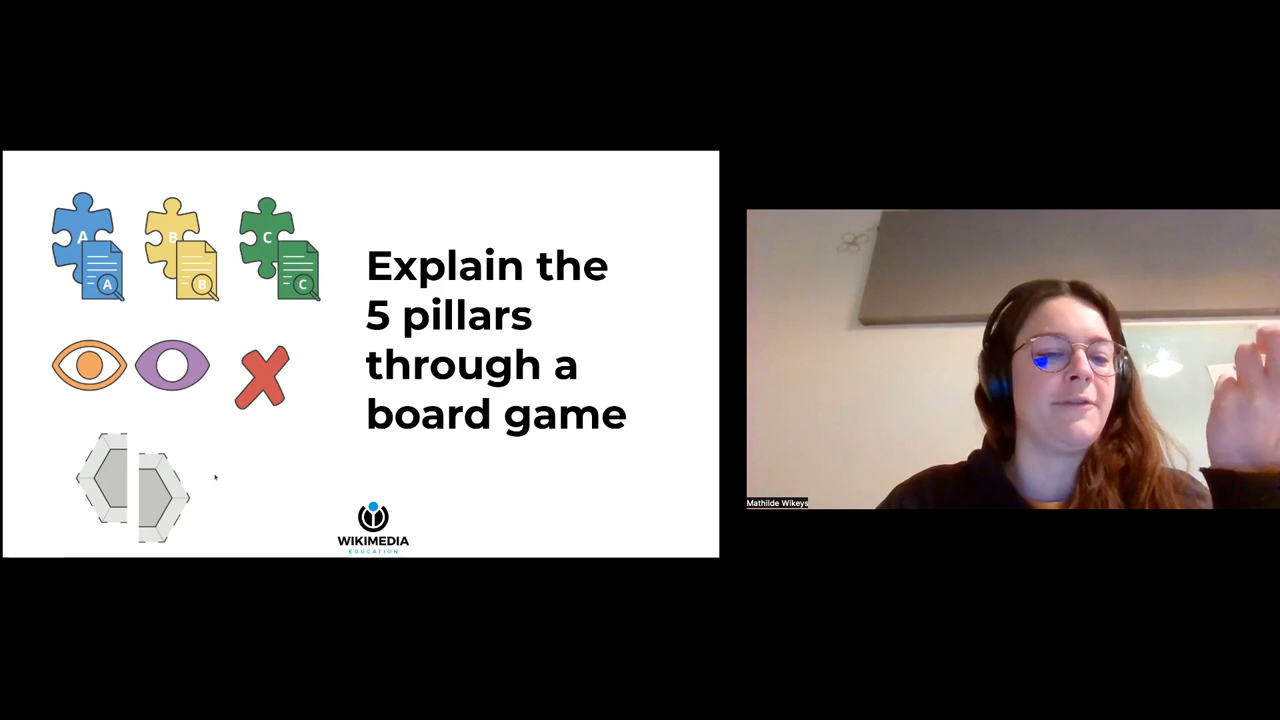 A
B
C
A
B
C
Explain the
5 pillars
through a
board game
WIKIMEDIA
EDUCATION
Mathilde Wikeys